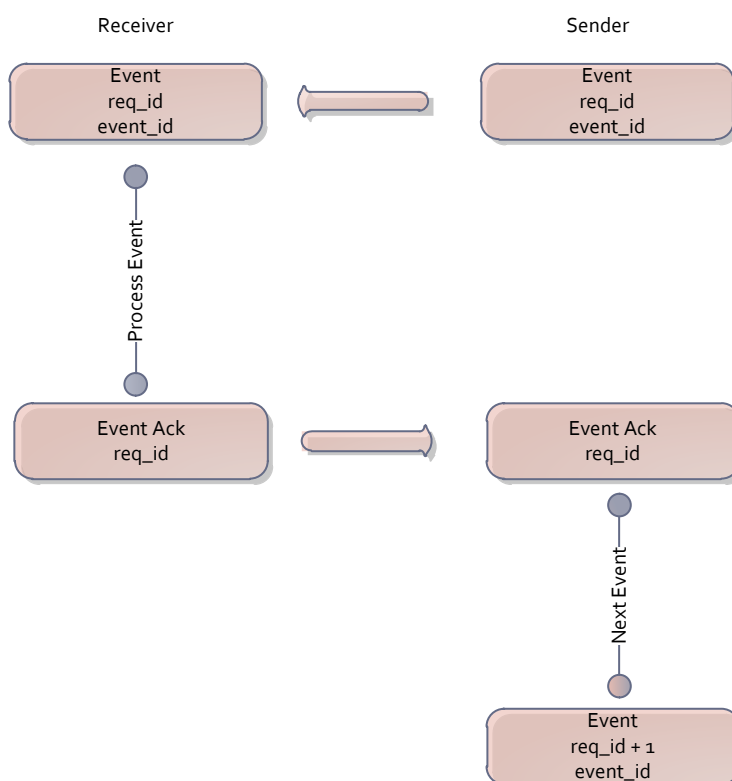 Receiver
Sender
Event
req_id
event_id
Event
req_id
event_id
Process Event
Event Ack
req_id
Event Ack
req_id
Next Event
Event
req_id + 1
event_id